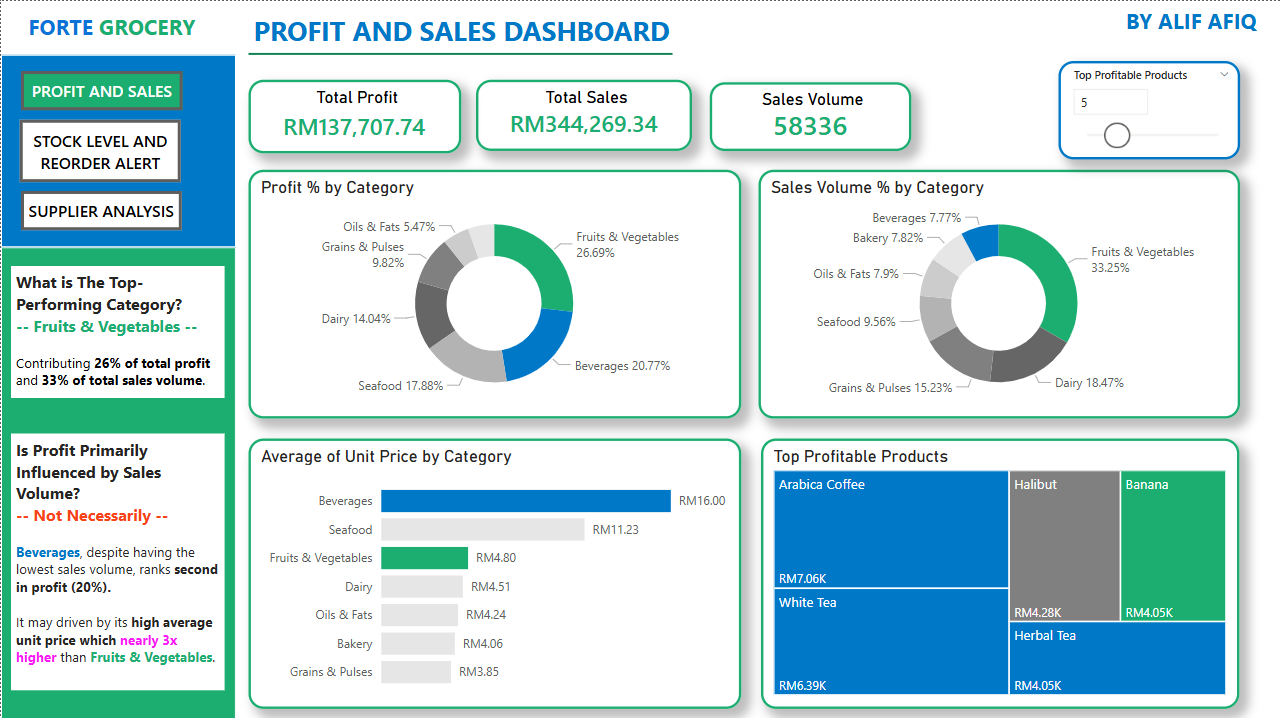 FORTE GROCERY
PROFIT AND SALES DASHBOARD
BY ALIF AFIQ
PROFIT AND SALES
STOCK LEVEL AND
REORDER ALERT
SUPPLIER ANALYSIS
What is The Top-
Performing Category?
-- Fruits & Vegetables --
Contributing 26% of total profit
and 33% of total sales volume.
Is Profit Primarily
Influenced by Sales
Volume?
-- Not Necessarily --
Beverages, despite having the
lowest sales volume, ranks second
in profit (20%).
It may driven by its high average
unit price which nearly 3x
higher than Fruits & Vegetables.
Total Profit
RM137,707.74
Total Sales
RM344,269.34
Sales Volume
58336
Top Profitable Products
5
Profit % by Category
Oils & Fats 5.47%
Grains & Pulses
9.82%
Dairy 14.04%
Seafood 17.88%
Fruits & Vegetables
26.69%
Beverages 20.77%
Sales Volume % by Category
Beverages 7.77%
Bakery 7.82%
Oils & Fats 7.9%
Seafood 9.56%
Grains & Pulses 15.23%
Fruits & Vegetables
33.25%
Dairy 18.47%
Average of Unit Price by Category
Beverages RM16.00
Seafood RM11.23
Fruits & Vegetables RM4.80
Dairy RM4.51
Oils & Fats RM4.24
Bakery RM4.06
Grains & Pulses RM3.85
Top Profitable Products
Arabica Coffee
RM7.06K
White Tea
RM6.39K
Halibut
RM4.28K
Banana
RM4.05K
Herbal Tea
RM4.05K